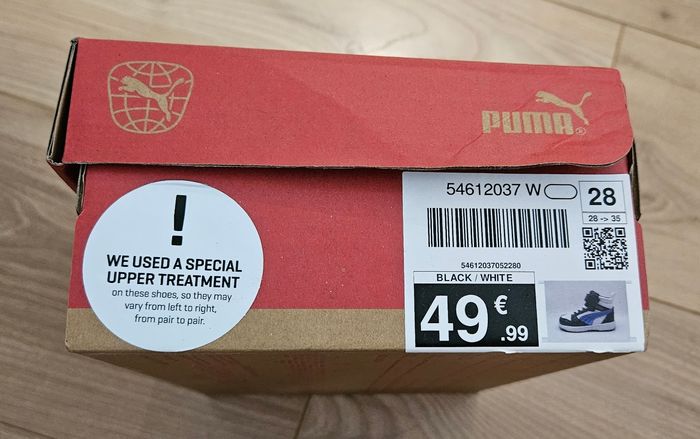 PUMA®
!
WE USED A SPECIAL
UPPER TREATMENT
on these shoes, so they may
vary from left to right,
from pair to pair.
54612037 W
28
28 -> 35
54612037052280
BLACK / WHITE
49 € .99